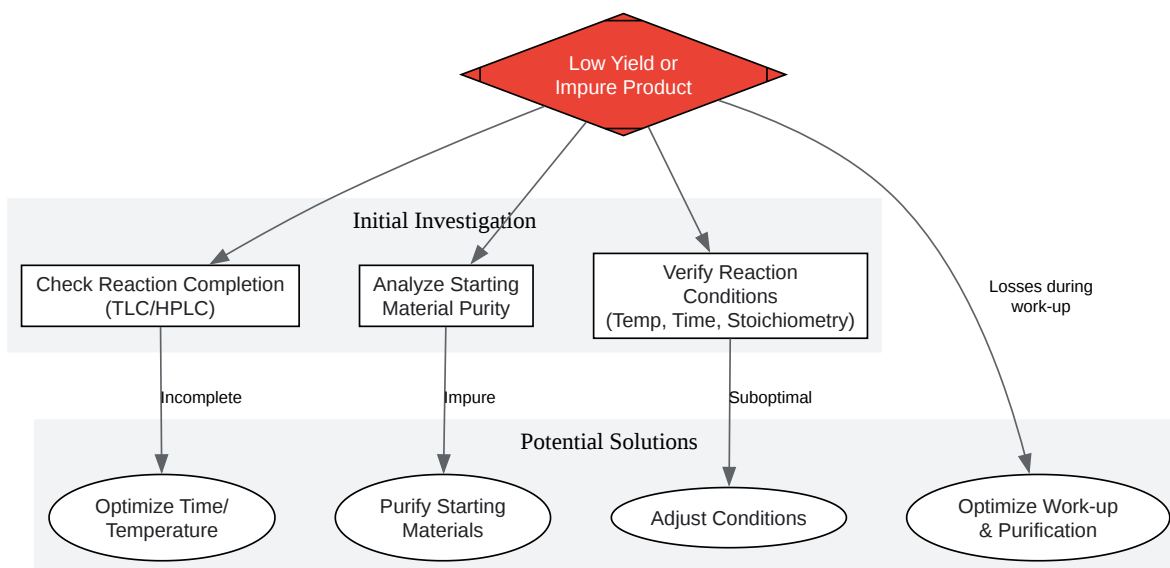 Low Yield or
Impure Product
Initial Investigation
Check Reaction Completion
(TLC/HPLC)
Analyze Starting
Material Purity
Verify Reaction
Conditions
(Temp, Time, Stoichiometry)
Losses during
work-up
Incomplete
Impure
Suboptimal
Potential Solutions
Optimize Time/
Temperature
Purify Starting
Materials
Adjust Conditions
Optimize Work-up
& Purification